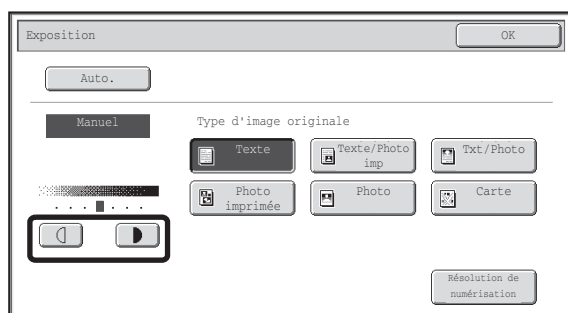 Exposition
OK
Auto.
Manuel
Type d'image originale
Texte
Texte/Photo
imp
Txt/Photo
Photo
imprimée
Photo
Carte
Résolution de
numérisation